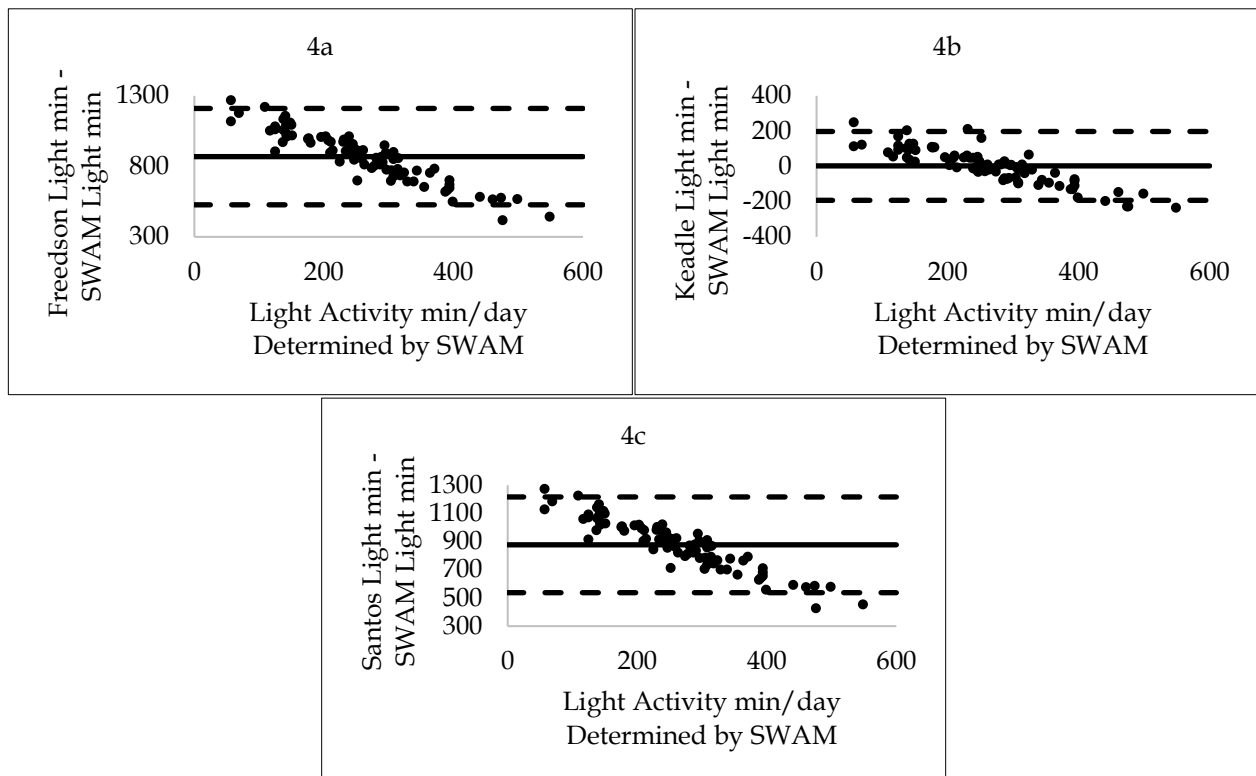 4a
Freedson Light min -
SWAM Light min
1300
800
300
0 200 400 600
Light Activity min/day
Determined by SWAM
4b
Keadle Light min -
SWAM Light min
400
200
0
-200
-400
0 200 400 600
Light Activity min/day
Determined by SWAM
4c
Santos Light min -
SWAM Light min
1300
1100
900
700
500
300
0 200 400 600
Light Activity min/day
Determined by SWAM